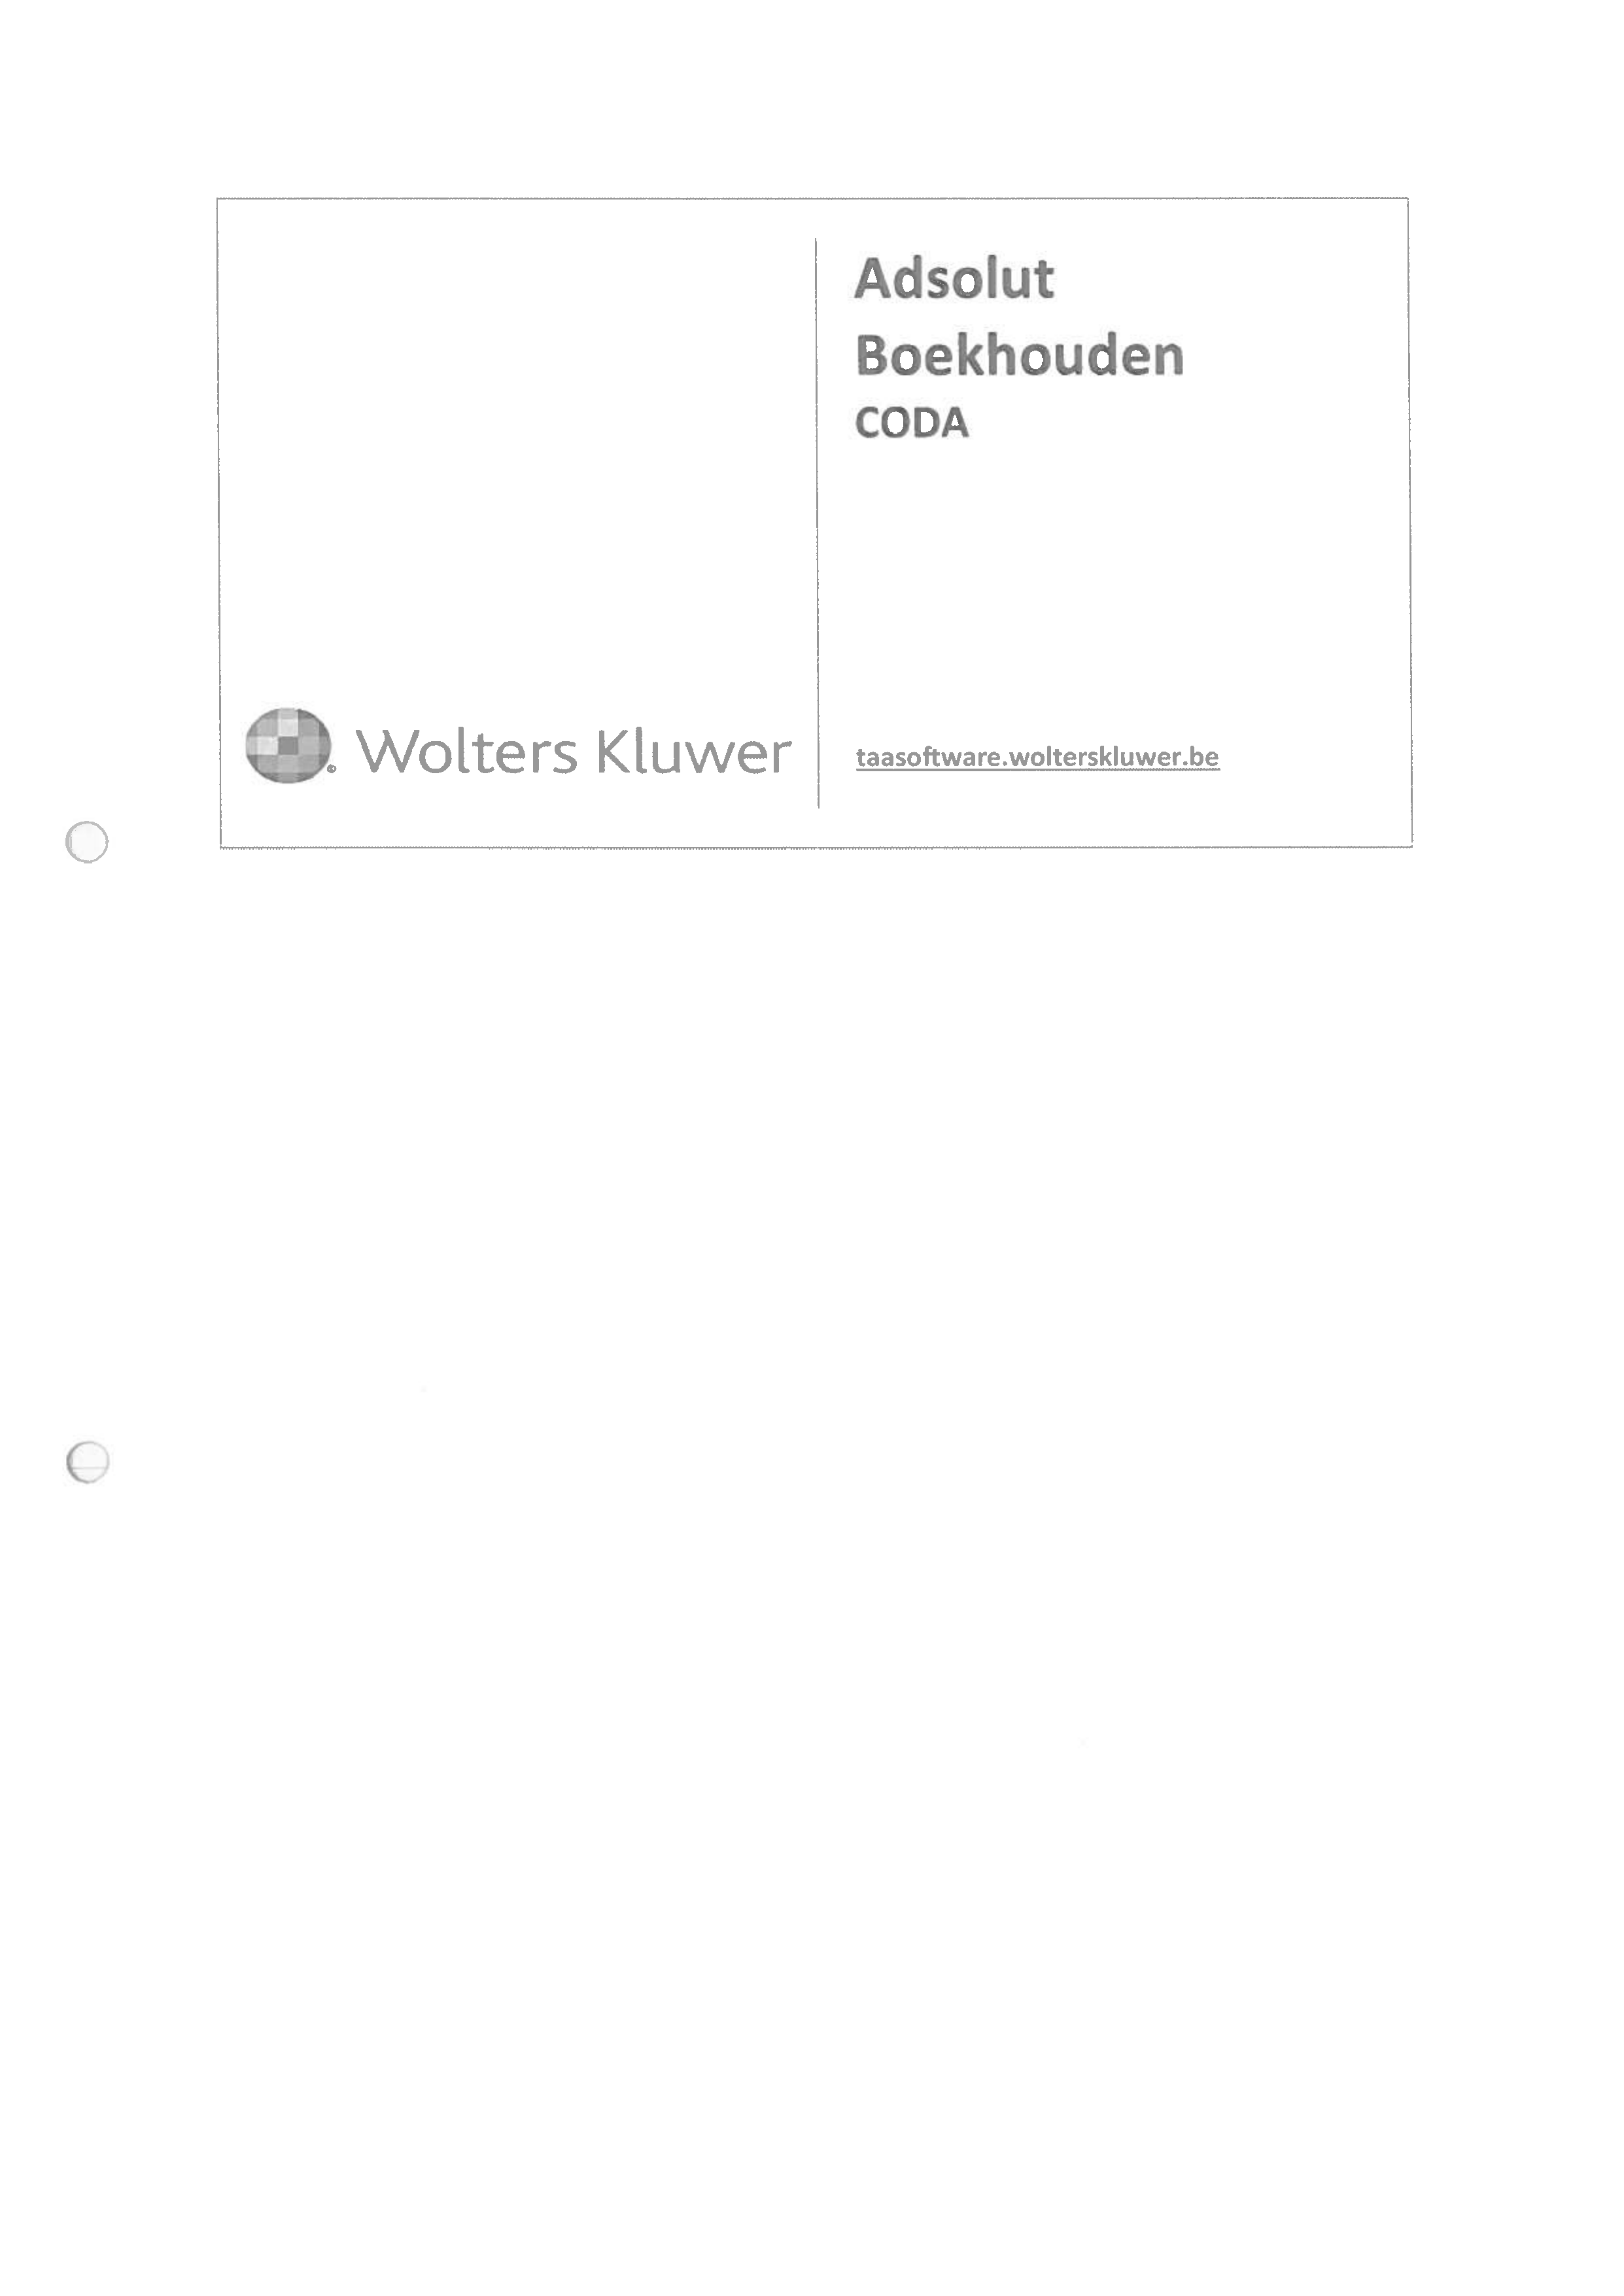 Adsolut
Boekhouden
CODA
Wolters Kluwer
taasoftware.wolterskluwer.be